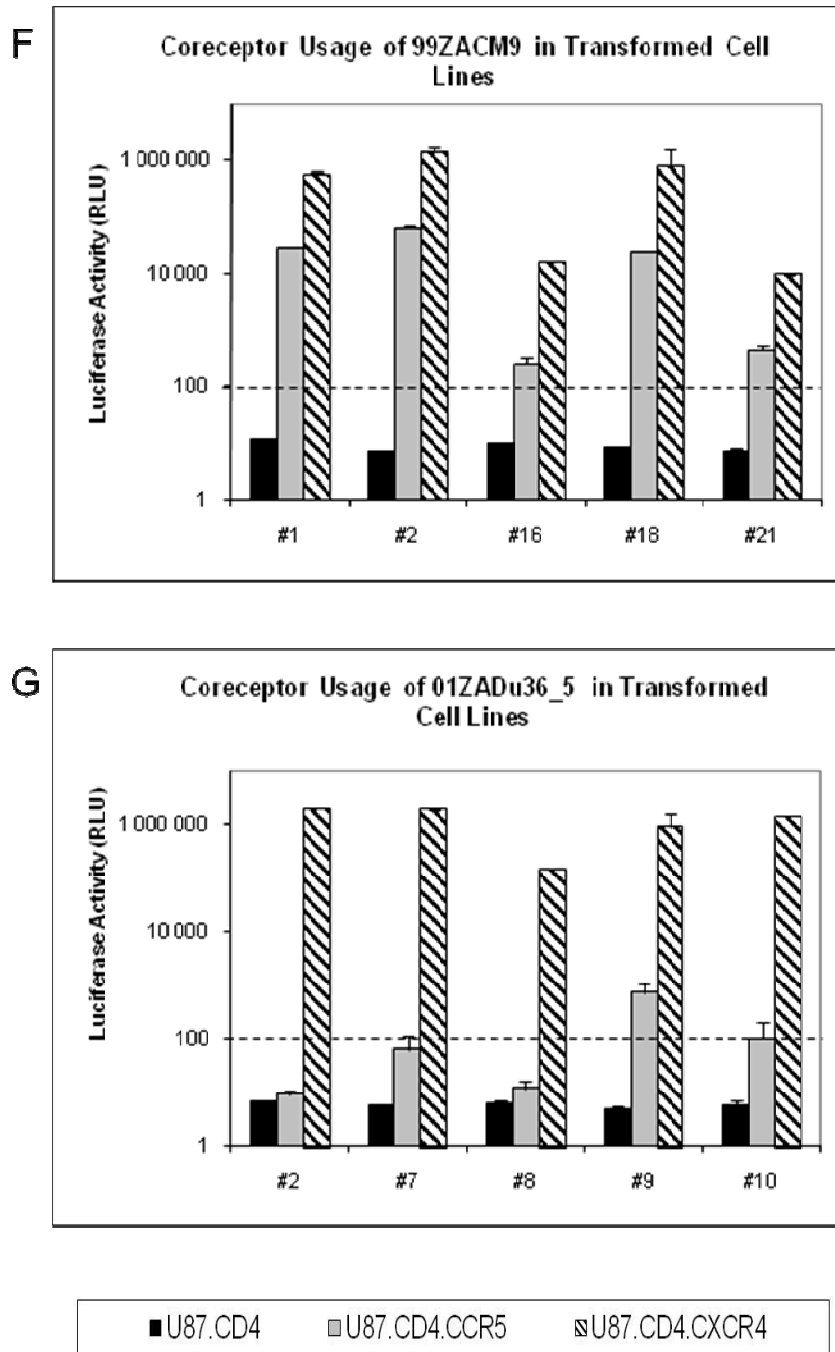 F
Coreceptor Usage of 99ZACM9 in Transformed Cell
Lines
Luciferase Activity (RLU)
1 000 000
10 000
100
1
#1 #2 #16 #18 #21
G
Coreceptor Usage of 01ZADu36_5 in Transformed
Cell Lines
Luciferase Activity (RLU)
1 000 000
10 000
100
1
#2 #7 #8 #9 #10
U87.CD4 U87.CD4.CCR5 U87.CD4.CXCR4